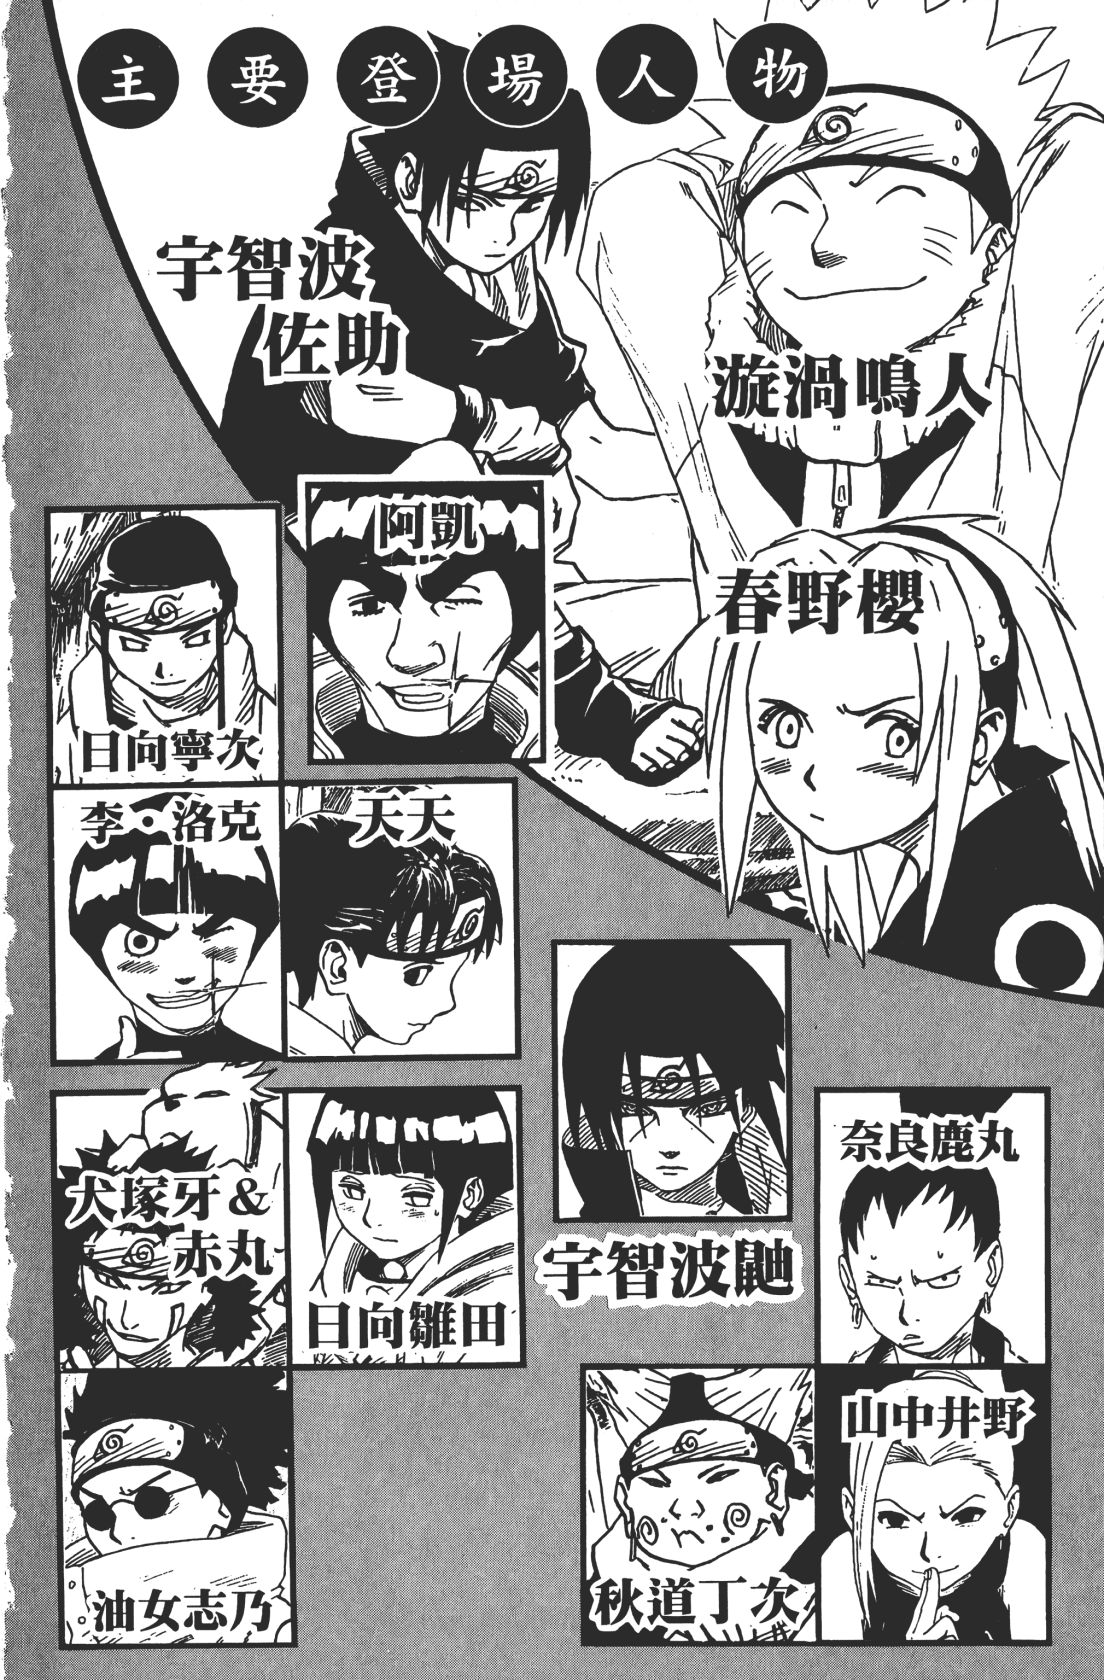 主要登場人物
宇智波
佐助
漩渦鳴人
阿凱
春野櫻
日向寧次
李・洛克
天天
犬塚牙&
赤丸
日向雛田
宇智波鼬
奈良鹿丸
山中井野
油女志乃
秋道丁次